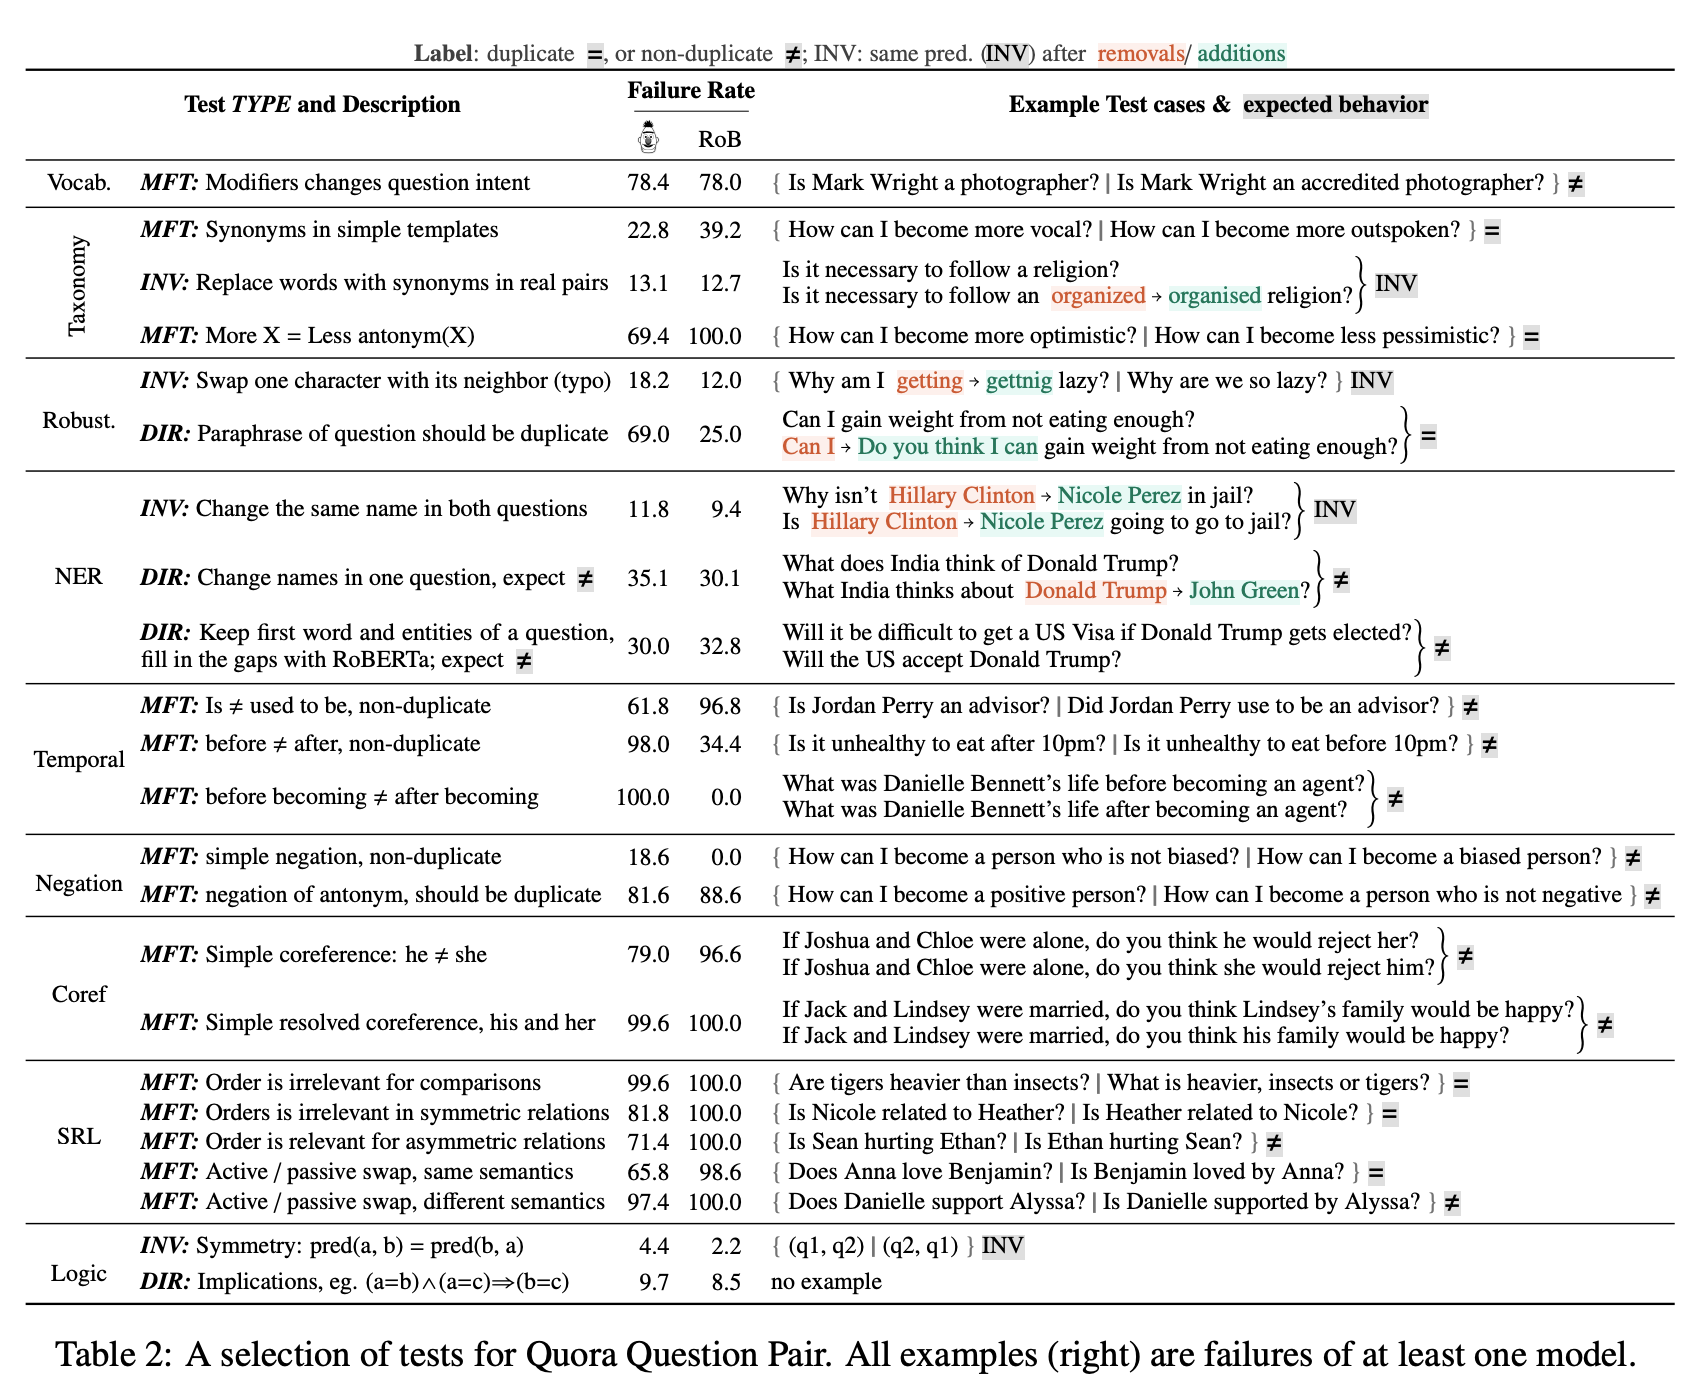 Label: duplicate =, or non-duplicate ≠; INV: same pred. (INV) after removals/ additions
Test TYPE and Description Failure Rate Example Test cases & expected behavior
RoB
Vocab. MFT: Modifiers changes question intent 78.4 78.0 { Is Mark Wright a photographer? | Is Mark Wright an accredited photographer? } ≠
Taxonomy
MFT: Synonyms in simple templates 22.8 39.2 { How can I become more vocal? | How can I become more outspoken? } =
INV: Replace words with synonyms in real pairs 13.1 12.7 Is it necessary to follow a religion?
Is it necessary to follow an organized → organised religion? } INV
MFT: More X = Less antonym(X) 69.4 100.0 { How can I become more optimistic? | How can I become less pessimistic? } =
Robust.
INV: Swap one character with its neighbor (typo) 18.2 12.0 { Why am I getting → gettnig lazy? | Why are we so lazy? } INV
DIR: Paraphrase of question should be duplicate 69.0 25.0 Can I gain weight from not eating enough?
Can I → Do you think I can gain weight from not eating enough? } =
NER
INV: Change the same name in both questions 11.8 9.4 Why isn't Hillary Clinton → Nicole Perez in jail?
Is Hillary Clinton → Nicole Perez going to go to jail? } INV
DIR: Change names in one question, expect ≠ 35.1 30.1 What does India think of Donald Trump?
What India thinks about Donald Trump → John Green? } ≠
DIR: Keep first word and entities of a question, 30.0 32.8 Will it be difficult to get a US Visa if Donald Trump gets elected?
fill in the gaps with RoBERTa; expect ≠ Will the US accept Donald Trump? } ≠
Temporal
MFT: Is ≠ used to be, non-duplicate 61.8 96.8 { Is Jordan Perry an advisor? | Did Jordan Perry use to be an advisor? } ≠
MFT: before ≠ after, non-duplicate 98.0 34.4 { Is it unhealthy to eat after 10pm? | Is it unhealthy to eat before 10pm? } ≠
MFT: before becoming ≠ after becoming 100.0 0.0 What was Danielle Bennett's life before becoming an agent?
What was Danielle Bennett's life after becoming an agent? } ≠
Negation
MFT: simple negation, non-duplicate 18.6 0.0 { How can I become a person who is not biased? | How can I become a biased person? } ≠
MFT: negation of antonym, should be duplicate 81.6 88.6 { How can I become a positive person? | How can I become a person who is not negative } ≠
Coref
MFT: Simple coreference: he ≠ she 79.0 96.6 If Joshua and Chloe were alone, do you think he would reject her?
If Joshua and Chloe were alone, do you think she would reject him? } ≠
MFT: Simple resolved coreference, his and her 99.6 100.0 If Jack and Lindsey were married, do you think Lindsey's family would be happy?
If Jack and Lindsey were married, do you think his family would be happy? } ≠
SRL
MFT: Order is irrelevant for comparisons 99.6 100.0 { Are tigers heavier than insects? | What is heavier, insects or tigers? } =
MFT: Orders is irrelevant in symmetric relations 81.8 100.0 { Is Nicole related to Heather? | Is Heather related to Nicole? } =
MFT: Order is relevant for asymmetric relations 71.4 100.0 { Is Sean hurting Ethan? | Is Ethan hurting Sean? } ≠
MFT: Active / passive swap, same semantics 65.8 98.6 { Does Anna love Benjamin? | Is Benjamin loved by Anna? } =
MFT: Active / passive swap, different semantics 97.4 100.0 { Does Danielle support Alyssa? | Is Danielle supported by Alyssa? } ≠
Logic
INV: Symmetry: pred(a, b) = pred(b, a) 4.4 2.2 { (q1, q2) | (q2, q1) } INV
DIR: Implications, eg. (a=b)∧(a=c)⇒(b=c) 9.7 8.5 no example
Table 2: A selection of tests for Quora Question Pair. All examples (right) are failures of at least one model.